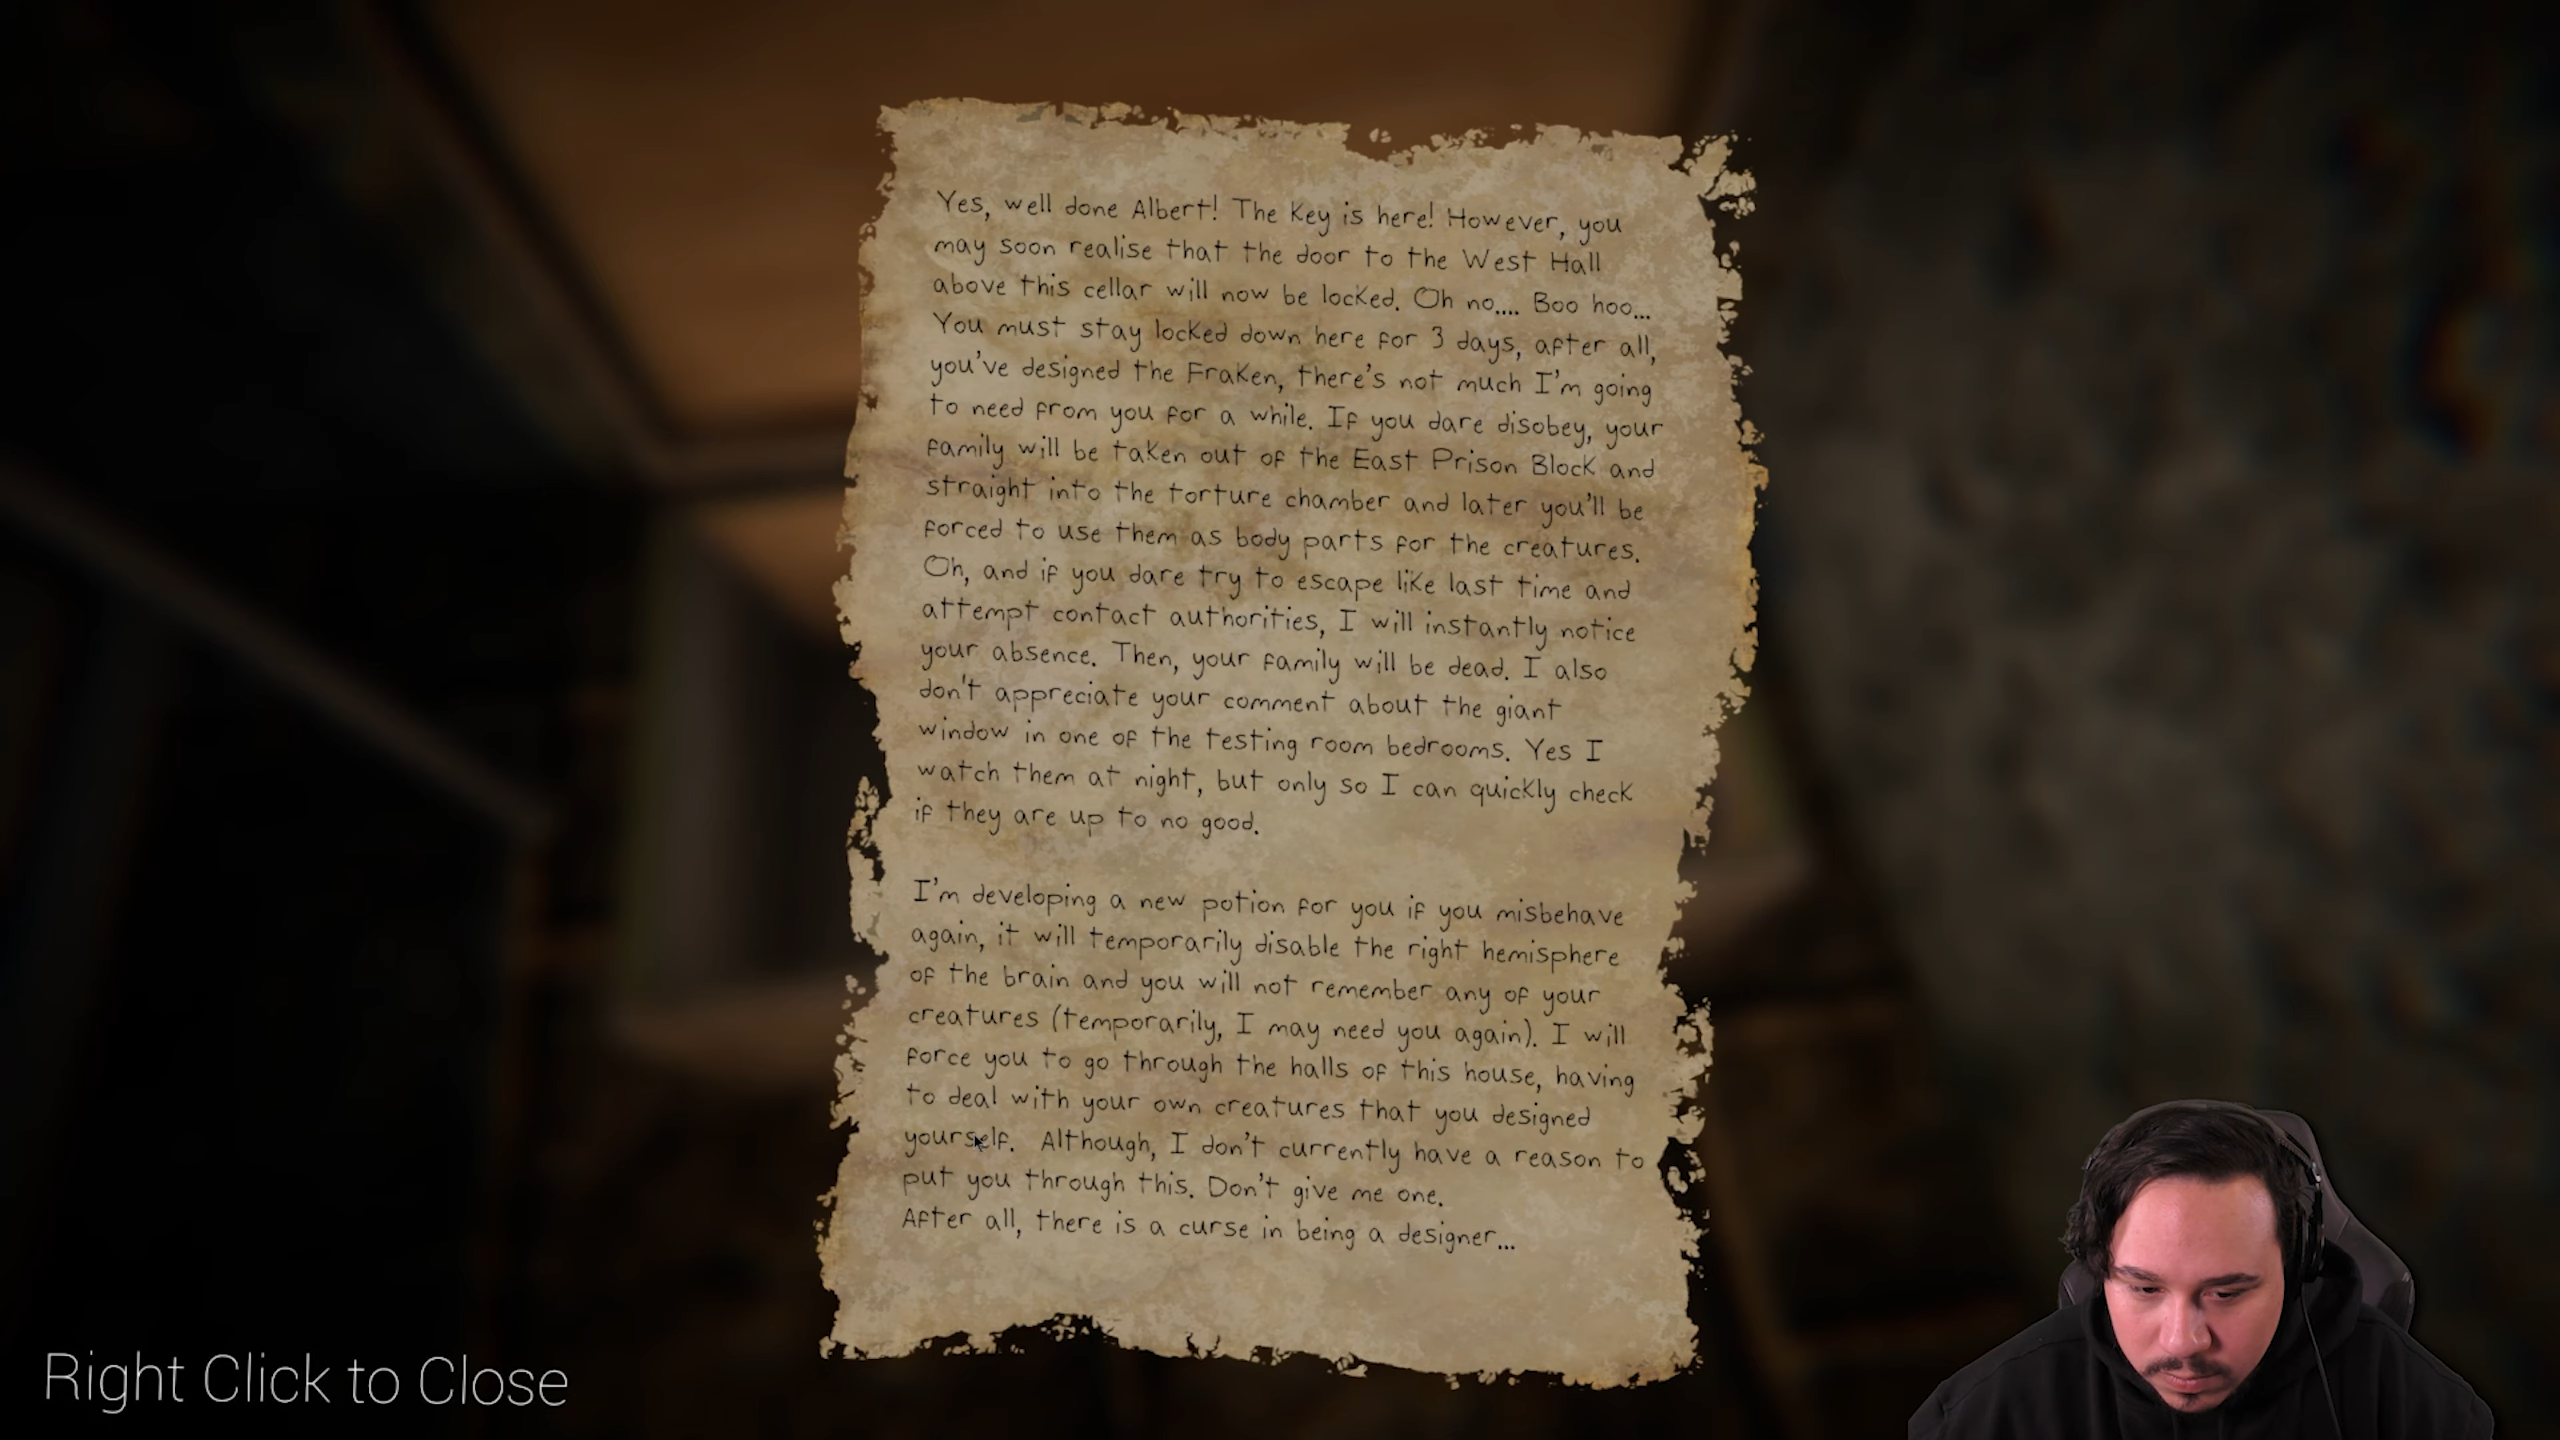 Yes, well done Albert! The Key is here! However, you
may soon realise that the door to the West Hall
above this cellar will now be locked. Oh no.... Boo hoo...
You must stay locked down here for 3 days, after all,
you've designed the Fraken, there's not much I'm going
to need from you for a while. If you dare disobey, your
family will be taken out of the East Prison Block and
straight into the torture chamber and later you'll be
forced to use them as body parts for the creatures.
Oh, and if you dare try to escape like last time and
attempt contact authorities, I will instantly notice
your absence. Then, your family will be dead. I also
don't appreciate your comment about the giant
window in one of the testing room bedrooms. Yes I
watch them at night, but only so I can quickly check
if they are up to no good.
I'm developing a new potion for you if you misbehave
again, it will temporarily disable the right hemisphere
of the brain and you will not remember any of your
creatures (temporarily, I may need you again). I will
force you to go through the halls of this house, having
to deal with your own creatures that you designed
yourself. Although, I don't currently have a reason to
put you through this. Don't give me one.
After all, there is a curse in being a designer...
Right Click to Close